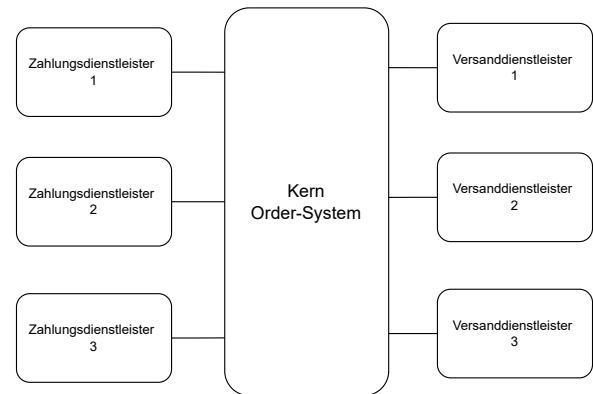 Zahlungsdienstleister
1
Zahlungsdienstleister
2
Zahlungsdienstleister
3
Kern
Order-System
Versanddienstleister
1
Versanddienstleister
2
Versanddienstleister
3